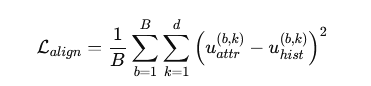 $\mathcal{L}_{align} = \frac{1}{B} \sum_{b=1}^{B} \sum_{k=1}^{d} \left( u_{attr}^{(b,k)} - u_{hist}^{(b,k)} \right)^2$